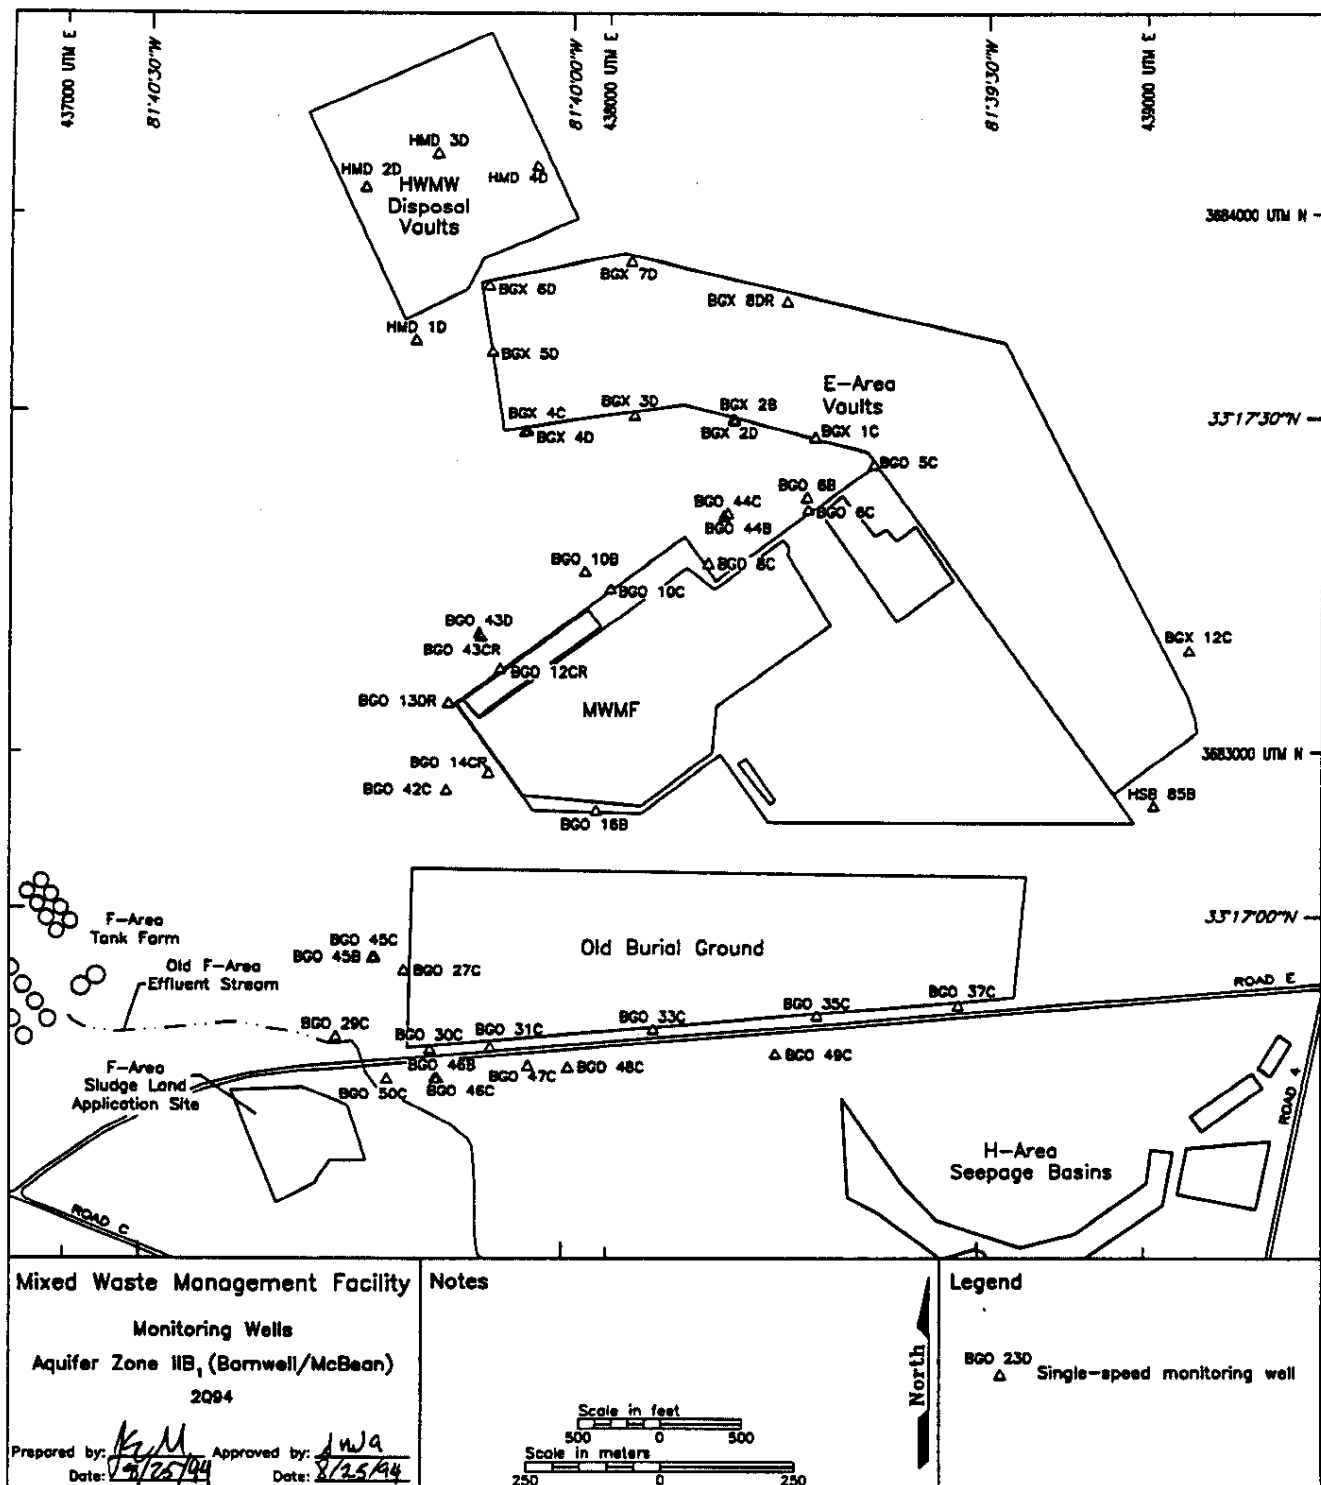 437000 UTM E
81°40'30"W
81°40'00"W
438000 UTM E
81°39'30"W
439000 UTM E
HMD 3D
HMD 2D
HMD 4D
HWMW
Disposal
Vaults
3684000 UTM N
BGX 7D
BGX 6D
BGX 8DR
HMD 1D
BGX 5D
E-Area
Vaults
BGX 3D
BGX 2B
BGX 4C
33°17'30"N
BGX 4D
BGX 2D
BGX 1C
BGO 5C
BGO 6B
BGO 44C
BGO 6C
BGO 44B
BGO 10B
BGO 8C
BGO 10C
BGO 43D
BGO 43CR
BGX 12C
BGO 12CR
BGO 13DR
MWMF
3683000 UTM N
BGO 14CR
BGO 42C
HSB 85B
BGO 16B
F-Area
Tank Farm
33°17'00"N
BGO 45C
BGO 45B
Old Burial Ground
Old F-Area
Effluent Stream
BGO 27C
ROAD E
BGO 37C
BGO 35C
BGO 33C
BGO 29C
BGO 31C
BGO 30C
BGO 49C
F-Area
Sludge Land
Application Site
BGO 46B
BGO 47C
BGO 48C
BGO 50C
BGO 46C
ROAD 4
H-Area
Seepage Basins
ROAD C
Mixed Waste Management Facility
Monitoring Wells
Aquifer Zone IIB1 (Barnwell/McBean)
2Q94
Prepared by:
Approved by:
Date: 8/25/94
Date: 8/25/94
Notes
Scale in feet
500 0 500
Scale in meters
250 0 250
North
Legend
BGO 23D
Single-speed monitoring well